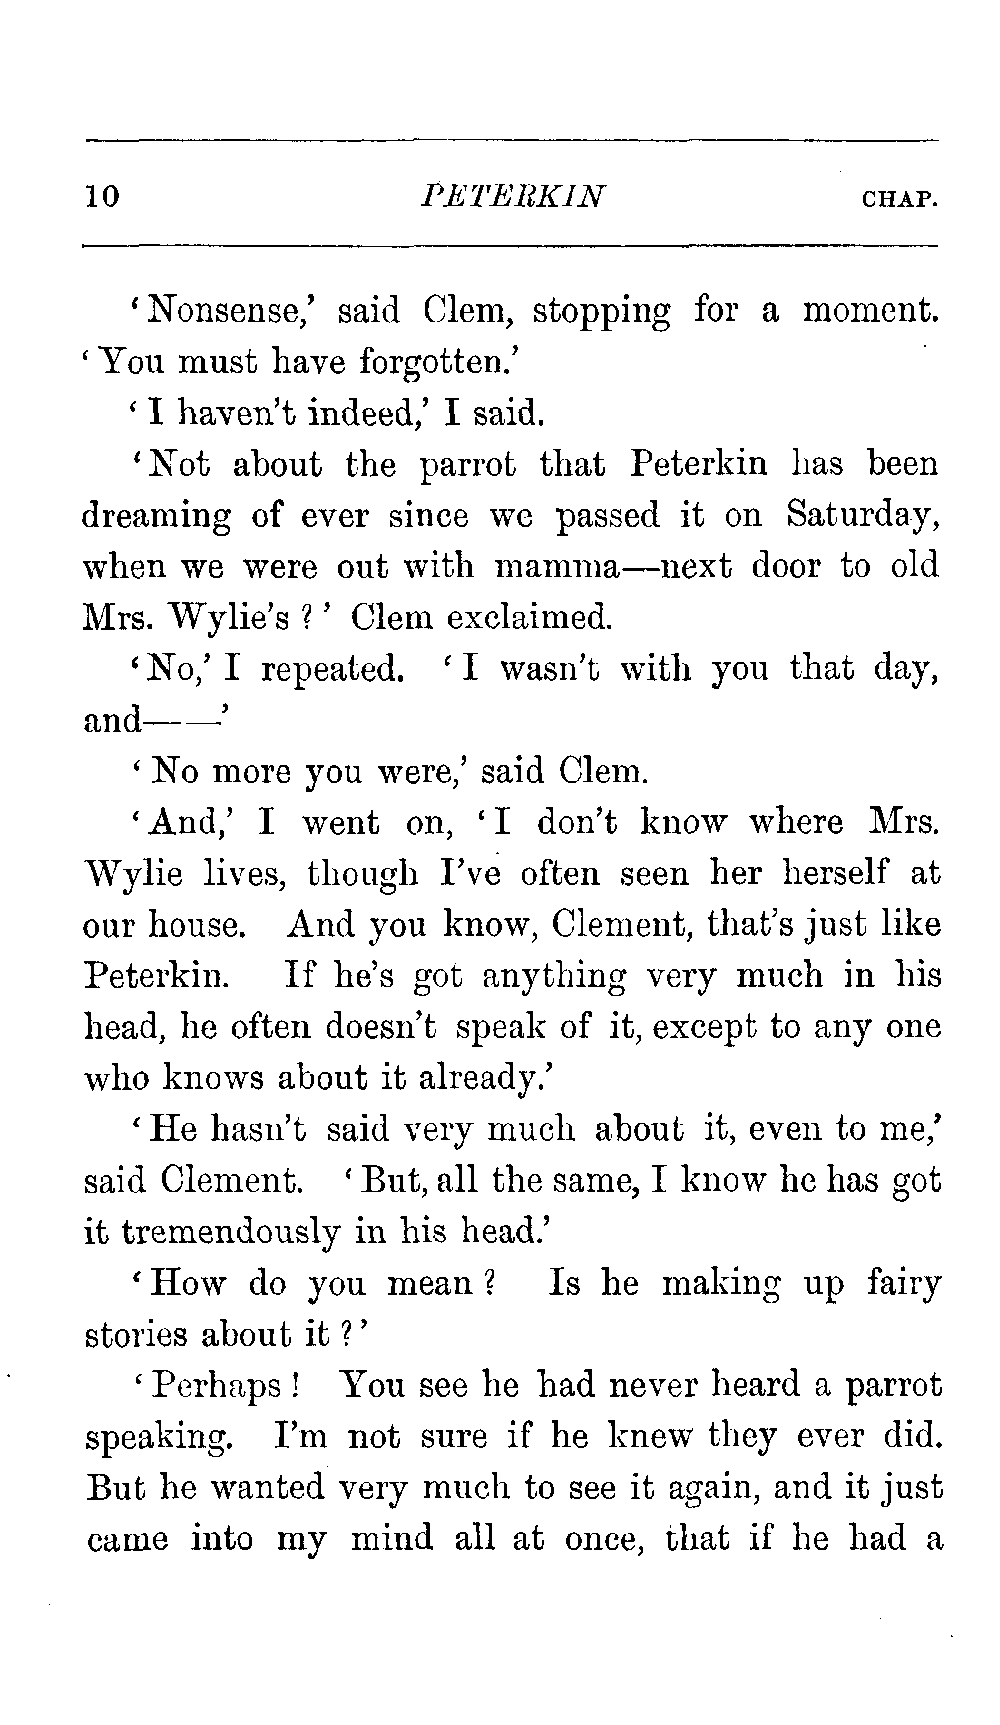 10 PETERKIN CHAP.
‘Nonsense,’ said Clem, stopping for a moment.
‘You must have forgotten.’
‘I haven't indeed,’ I said.
‘Not about the parrot that Peterkin has been
dreaming of ever since we passed it on Saturday,
when we were out with mamma—next door to old
Mrs. Wylie's?’ Clem exclaimed.
‘No,’ I repeated. ‘I wasn't with you that day,
and——’
‘No more you were,’ said Clem.
‘And,’ I went on, ‘I don't know where Mrs.
Wylie lives, though I've often seen her herself at
our house. And you know, Clement, that's just like
Peterkin. If he's got anything very much in his
head, he often doesn't speak of it, except to any one
who knows about it already.’
‘He hasn't said very much about it, even to me,’
said Clement. ‘But, all the same, I know he has got
it tremendously in his head.’
‘How do you mean? Is he making up fairy
stories about it?’
‘Perhaps! You see he had never heard a parrot
speaking. I'm not sure if he knew they ever did.
But he wanted very much to see it again, and it just
came into my mind all at once, that if he had a